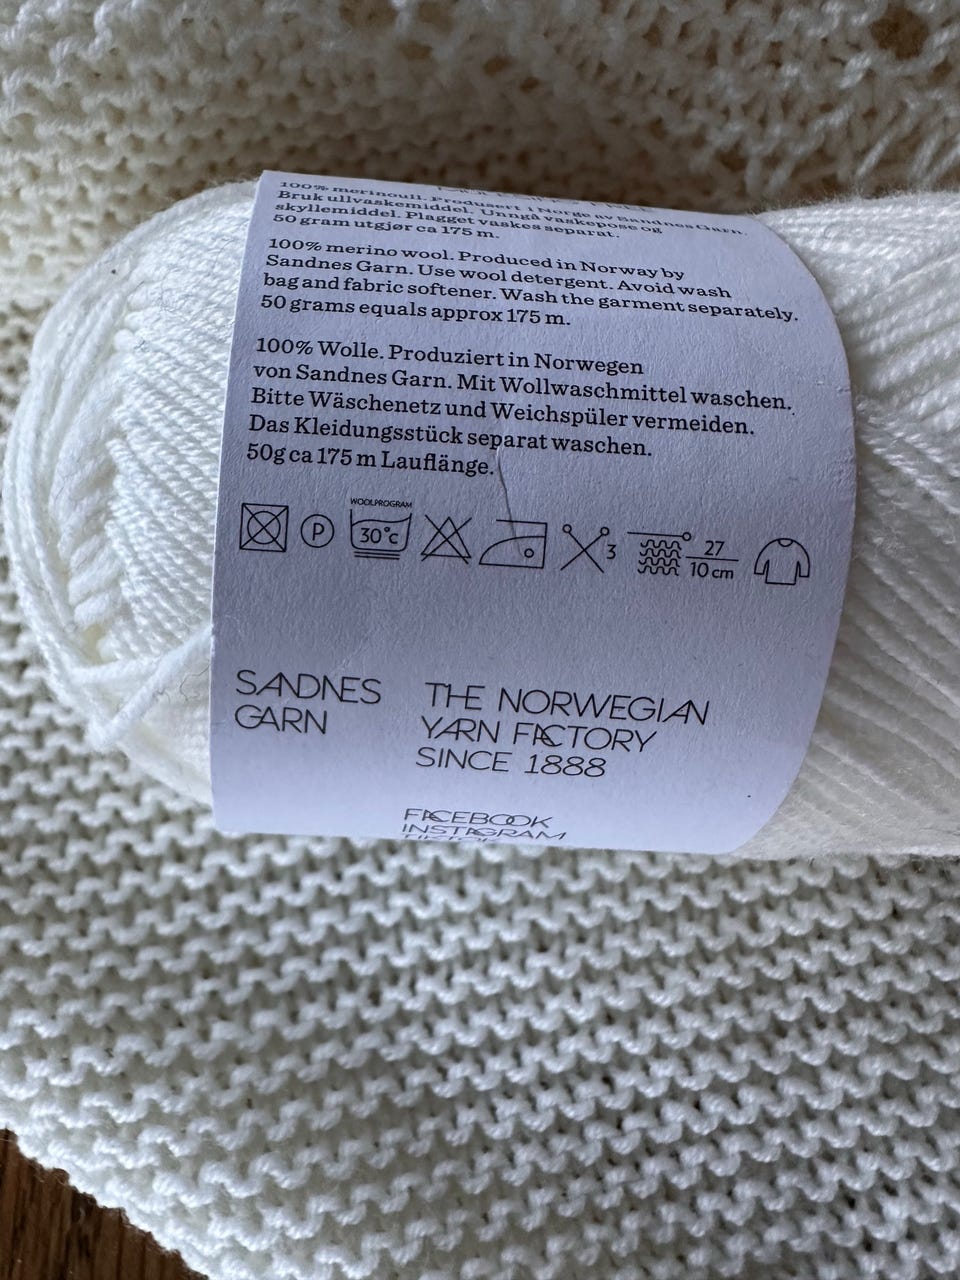 100% merinoull. Produsert i Norge av Sandnes Garn.
Bruk ullvaskemiddel. Unngå vaskepose og
skyllemiddel. Plagget vaskes separat.
50 gram utgjør ca 175 m.
100% merino wool. Produced in Norway by
Sandnes Garn. Use wool detergent. Avoid wash
bag and fabric softener. Wash the garment separately.
50 grams equals approx 175 m.
100% Wolle. Produziert in Norwegen
von Sandnes Garn. Mit Wollwaschmittel waschen.
Bitte Wäschenetz und Weichspüler vermeiden.
Das Kleidungsstück separat waschen.
50g ca 175 m Lauflänge.
WOOLPROGRAM
P 30°c 3 27
10 cm
SANDNES
GARN
THE NORWEGIAN
YARN FACTORY
SINCE 1888
FACEBOOK
INSTAGRAM
TIKTOK